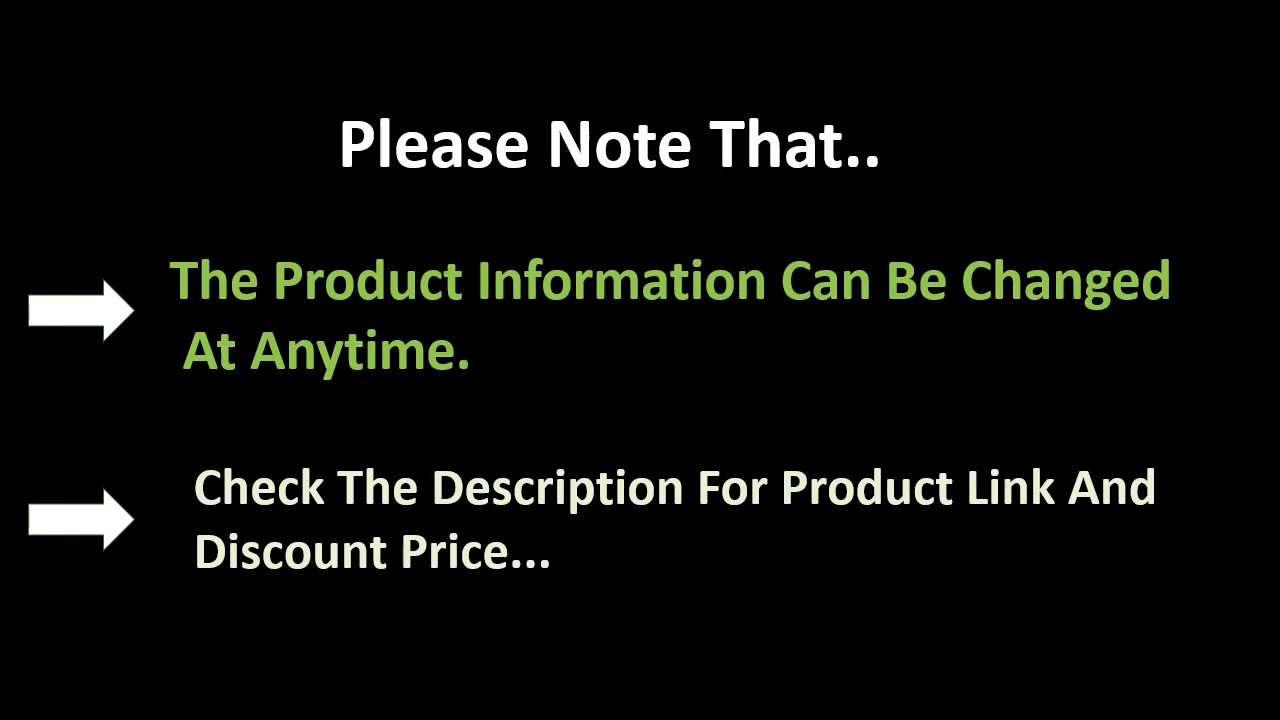 Please Note That..
The Product Information Can Be Changed
At Anytime.
Check The Description For Product Link And
Discount Price...